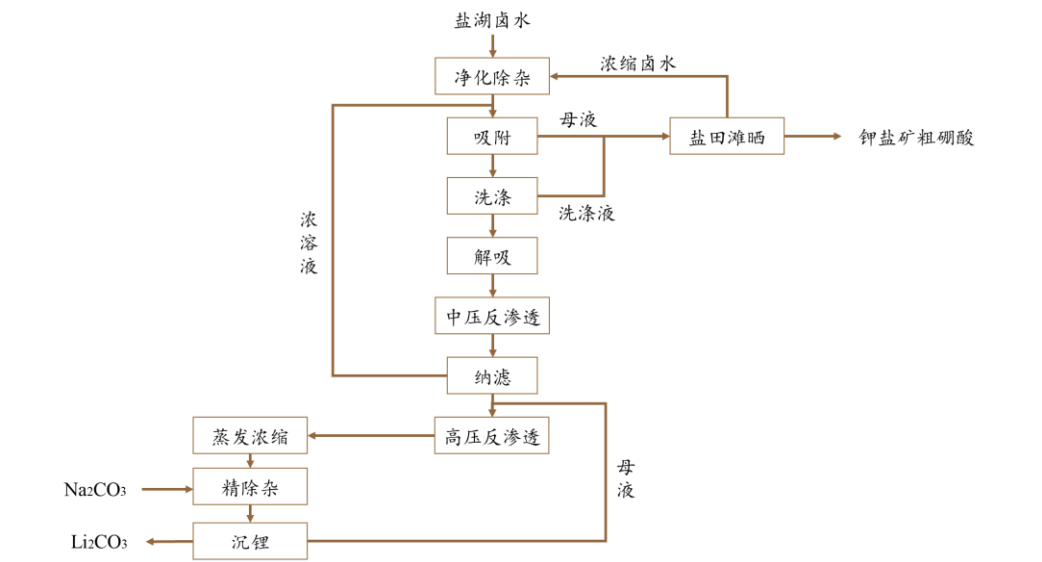 盐湖卤水
净化除杂
浓缩卤水
吸附
母液
盐田滩晒
钾盐矿粗硼酸
洗涤
洗涤液
浓溶液
解吸
中压反渗透
纳滤
蒸发浓缩
高压反渗透
母液
Na2CO3
精除杂
Li2CO3
沉锂